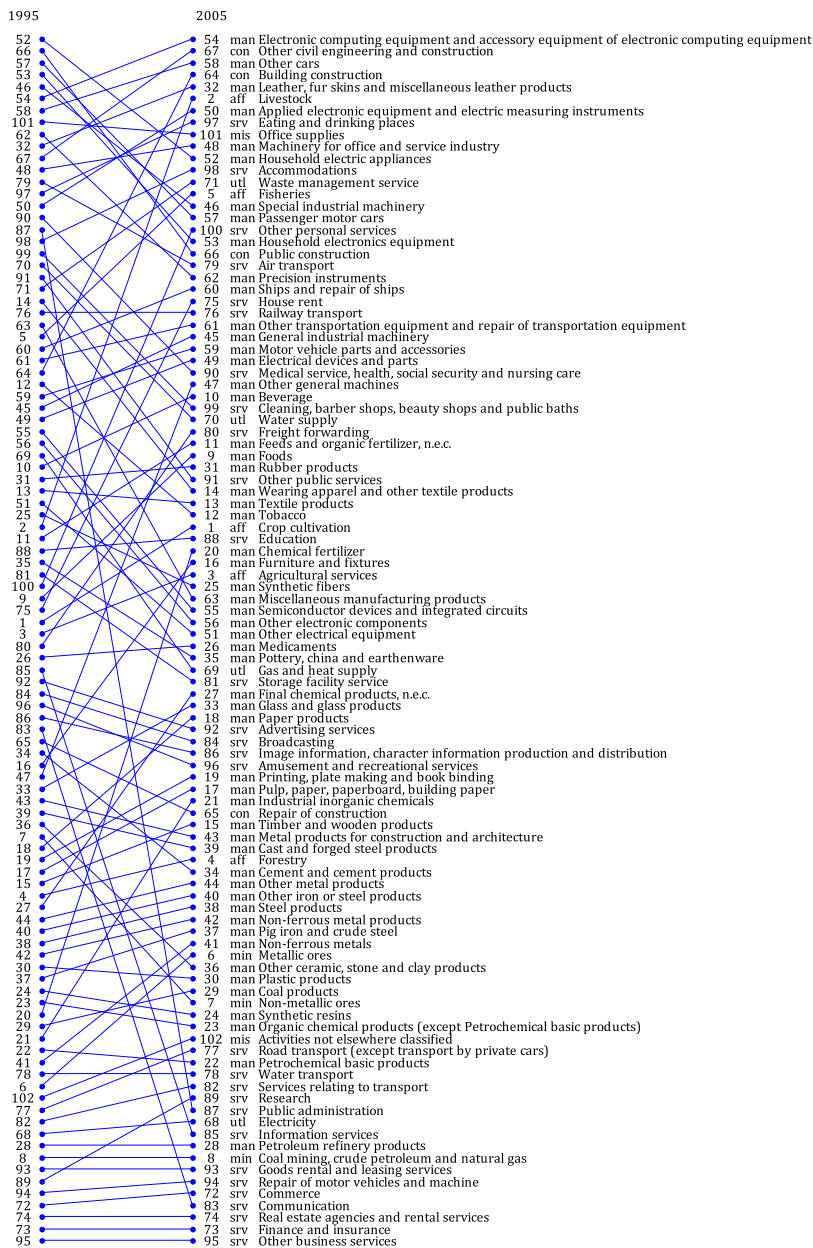 1995 2005
52 54 man Electronic computing equipment and accessory equipment of electronic computing equipment
66 67 con Other civil engineering and construction
57 58 man Other cars
53 64 con Building construction
46 32 man Leather, fur skins and miscellaneous leather products
54 2 aff Livestock
58 50 man Applied electronic equipment and electric measuring instruments
101 97 srv Eating and drinking places
62 101 mis Office supplies
32 48 man Machinery for office and service industry
67 52 man Household electric appliances
48 98 srv Accommodations
79 71 utl Waste management service
97 5 aff Fisheries
50 46 man Special industrial machinery
90 57 man Passenger motor cars
87 100 srv Other personal services
98 53 man Household electronics equipment
99 66 con Public construction
70 79 srv Air transport
91 62 man Precision instruments
71 60 man Ships and repair of ships
14 75 srv House rent
76 76 srv Railway transport
63 61 man Other transportation equipment and repair of transportation equipment
5 45 man General industrial machinery
60 59 man Motor vehicle parts and accessories
61 49 man Electrical devices and parts
64 90 srv Medical service, health, social security and nursing care
12 47 man Other general machines
59 10 man Beverage
45 99 srv Cleaning, barber shops, beauty shops and public baths
49 70 utl Water supply
55 80 srv Freight forwarding
56 11 man Feeds and organic fertilizer, n.e.c.
69 9 man Foods
10 31 man Rubber products
31 91 srv Other public services
13 14 man Wearing apparel and other textile products
51 13 man Textile products
25 12 man Tobacco
2 1 aff Crop cultivation
11 88 srv Education
88 20 man Chemical fertilizer
35 16 man Furniture and fixtures
81 3 aff Agricultural services
100 25 man Synthetic fibers
9 63 man Miscellaneous manufacturing products
75 55 man Semiconductor devices and integrated circuits
1 56 man Other electronic components
3 51 man Other electrical equipment
80 26 man Medicaments
26 35 man Pottery, china and earthenware
85 69 utl Gas and heat supply
92 81 srv Storage facility service
84 27 man Final chemical products, n.e.c.
96 33 man Glass and glass products
86 18 man Paper products
83 92 srv Advertising services
65 84 srv Broadcasting
34 86 srv Image information, character information production and distribution
16 96 srv Amusement and recreational services
47 19 man Printing, plate making and book binding
33 17 man Pulp, paper, paperboard, building paper
43 21 man Industrial inorganic chemicals
39 65 con Repair of construction
36 15 man Timber and wooden products
7 43 man Metal products for construction and architecture
18 39 man Cast and forged steel products
19 4 aff Forestry
17 34 man Cement and cement products
15 44 man Other metal products
4 40 man Other iron or steel products
27 38 man Steel products
44 42 man Non-ferrous metal products
40 37 man Pig iron and crude steel
38 41 man Non-ferrous metals
42 6 min Metallic ores
30 36 man Other ceramic, stone and clay products
37 30 man Plastic products
24 29 man Coal products
23 7 min Non-metallic ores
20 24 man Synthetic resins
29 23 man Organic chemical products (except Petrochemical basic products)
21 102 mis Activities not elsewhere classified
22 77 srv Road transport (except transport by private cars)
41 22 man Petrochemical basic products
78 78 srv Water transport
6 82 srv Services relating to transport
102 89 srv Research
77 87 srv Public administration
82 68 utl Electricity
68 85 srv Information services
28 28 man Petroleum refinery products
8 8 min Coal mining, crude petroleum and natural gas
93 93 srv Goods rental and leasing services
89 94 srv Repair of motor vehicles and machine
94 72 srv Commerce
72 83 srv Communication
74 74 srv Real estate agencies and rental services
73 73 srv Finance and insurance
95 95 srv Other business services